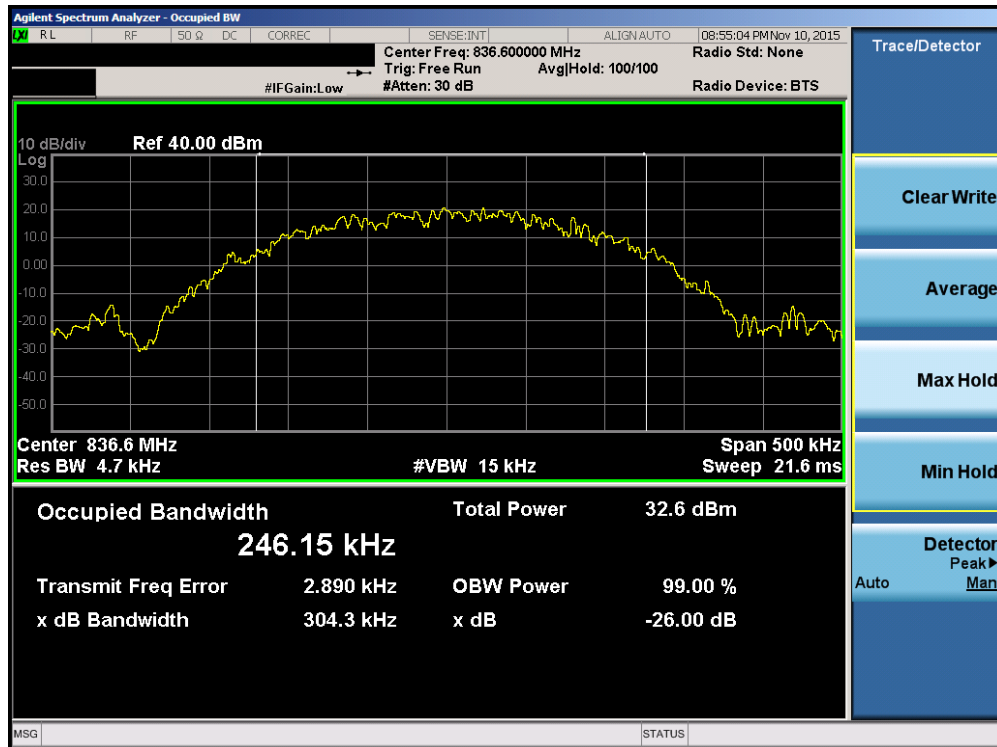 Agilent Spectrum Analyzer - Occupied BW
LXI RL RF 50 Ω DC CORREC SENSE:INT ALIGN AUTO 08:55:04 PM Nov 10, 2015
Center Freq: 836.600000 MHz Radio Std: None
Trig: Free Run Avg|Hold: 100/100
#IFGain:Low #Atten: 30 dB Radio Device: BTS
Trace/Detector
10 dB/div Ref 40.00 dBm
Log
30.0
20.0
10.0
0.00
-10.0
-20.0
-30.0
-40.0
-50.0
Center 836.6 MHz Span 500 kHz
Res BW 4.7 kHz #VBW 15 kHz Sweep 21.6 ms
Occupied Bandwidth Total Power 32.6 dBm
246.15 kHz
Transmit Freq Error 2.890 kHz OBW Power 99.00 %
x dB Bandwidth 304.3 kHz x dB -26.00 dB
Clear Write
Average
Max Hold
Min Hold
Detector
Peak▶
Auto Man
MSG STATUS